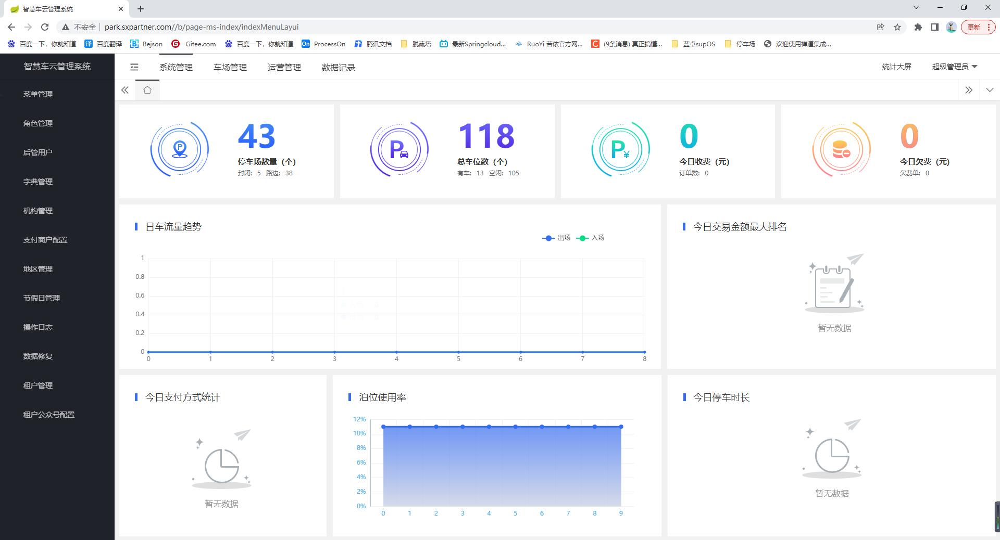 智慧车云管理系统
不安全 park.sxpartner.com//b/page-ms-index/indexMenuLayui 更新
百度一下，你就知道 百度翻译 Bejson Gitee.com 百度一下，你就知道 ProcessOn 腾讯文档 脱硫塔 最新Springcloud... RuoYi 若依官方网... (9条消息) 真正搞懂... 蓝卓supOS 停车场 欢迎使用禅道集成...
智慧车云管理系统
系统管理 车场管理 运营管理 数据记录 统计大屏 超级管理员
菜单管理
角色管理
后管用户
字典管理
机构管理
支付商户配置
地区管理
节假日管理
操作日志
数据修复
租户管理
租户公众号配置
43
停车场数量（个）
封闭: 5 路边: 38
118
总车位数（个）
有车: 13 空闲: 105
0
今日收费（元）
订单数: 0
0
今日欠费（元）
欠费单: 0
日车流量趋势
出场 入场
1
0.8
0.6
0.4
0.2
0
0 1 2 3 4 5 6 7 8
今日交易金额最大排名
暂无数据
今日支付方式统计
暂无数据
泊位使用率
12%
10%
8%
6%
4%
2%
0%
0 1 2 3 4 5 6 7 8 9
今日停车时长
暂无数据